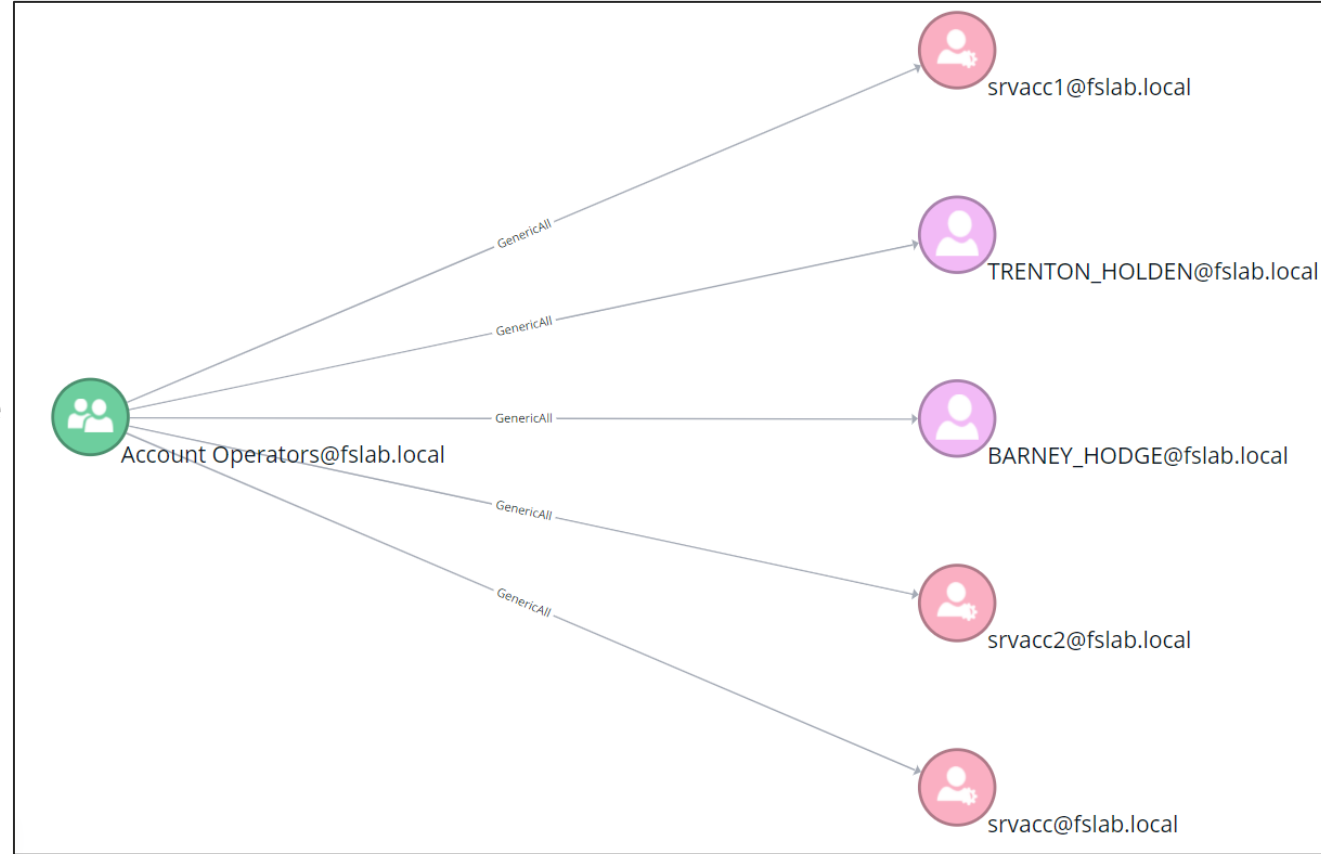 srvacc1@fslab.local
GenericAll
TRENTON_HOLDEN@fslab.local
GenericAll
GenericAll
Account Operators@fslab.local
BARNEY_HODGE@fslab.local
GenericAll
GenericAll
srvacc2@fslab.local
srvacc@fslab.local